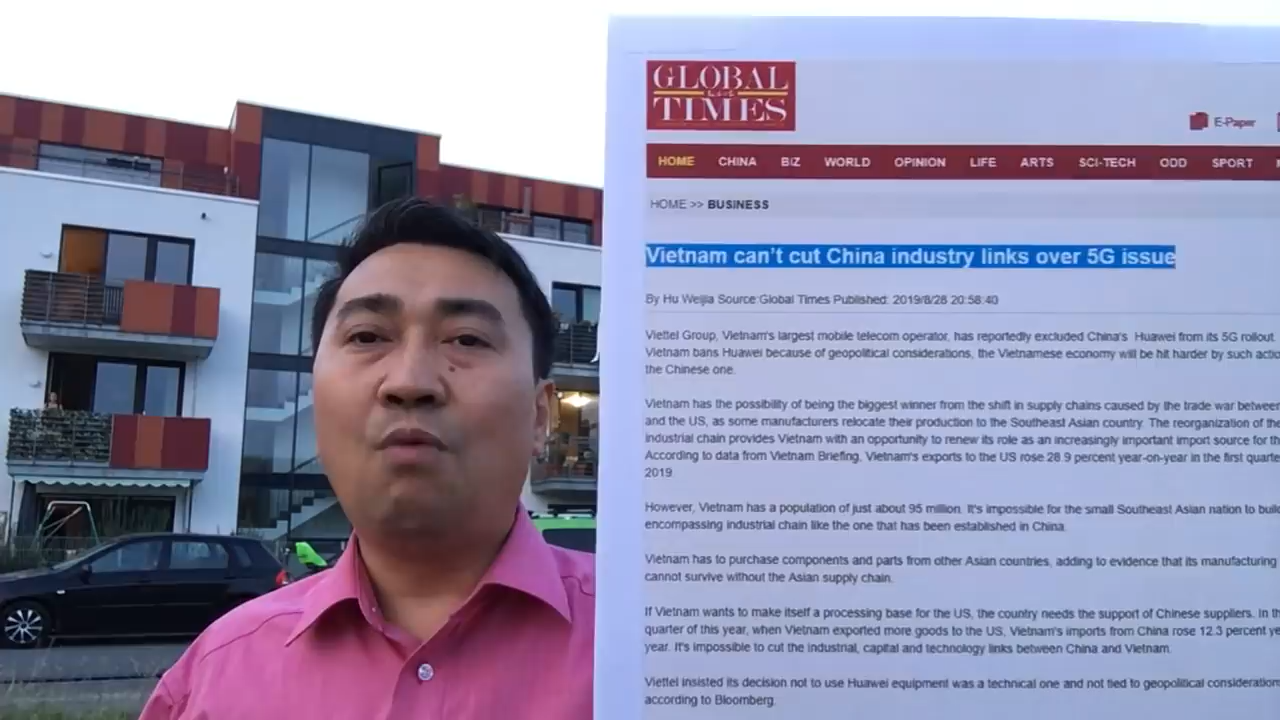 GLOBAL
TIMES
E-Paper
HOME CHINA BIZ WORLD OPINION LIFE ARTS SCI-TECH ODD SPORT
HOME >> BUSINESS
Vietnam can't cut China industry links over 5G issue
By Hu Weijia Source:Global Times Published: 2019/8/28 20:58:40
Viettel Group, Vietnam's largest mobile telecom operator, has reportedly excluded China's Huawei from its 5G rollout.
Vietnam bans Huawei because of geopolitical considerations, the Vietnamese economy will be hit harder by such actio
the Chinese one.
Vietnam has the possibility of being the biggest winner from the shift in supply chains caused by the trade war between
and the US, as some manufacturers relocate their production to the Southeast Asian country. The reorganization of the
industrial chain provides Vietnam with an opportunity to renew its role as an increasingly important import source for th
According to data from Vietnam Briefing, Vietnam's exports to the US rose 28.9 percent year-on-year in the first quarte
2019.
However, Vietnam has a population of just about 95 million. It's impossible for the small Southeast Asian nation to buil
encompassing industrial chain like the one that has been established in China.
Vietnam has to purchase components and parts from other Asian countries, adding to evidence that its manufacturing
cannot survive without the Asian supply chain.
If Vietnam wants to make itself a processing base for the US, the country needs the support of Chinese suppliers. In th
quarter of this year, when Vietnam exported more goods to the US, Vietnam's imports from China rose 12.3 percent ye
year. It's impossible to cut the industrial, capital and technology links between China and Vietnam.
Viettel insisted its decision not to use Huawei equipment was a technical one and not tied to geopolitical consideration
according to Bloomberg.